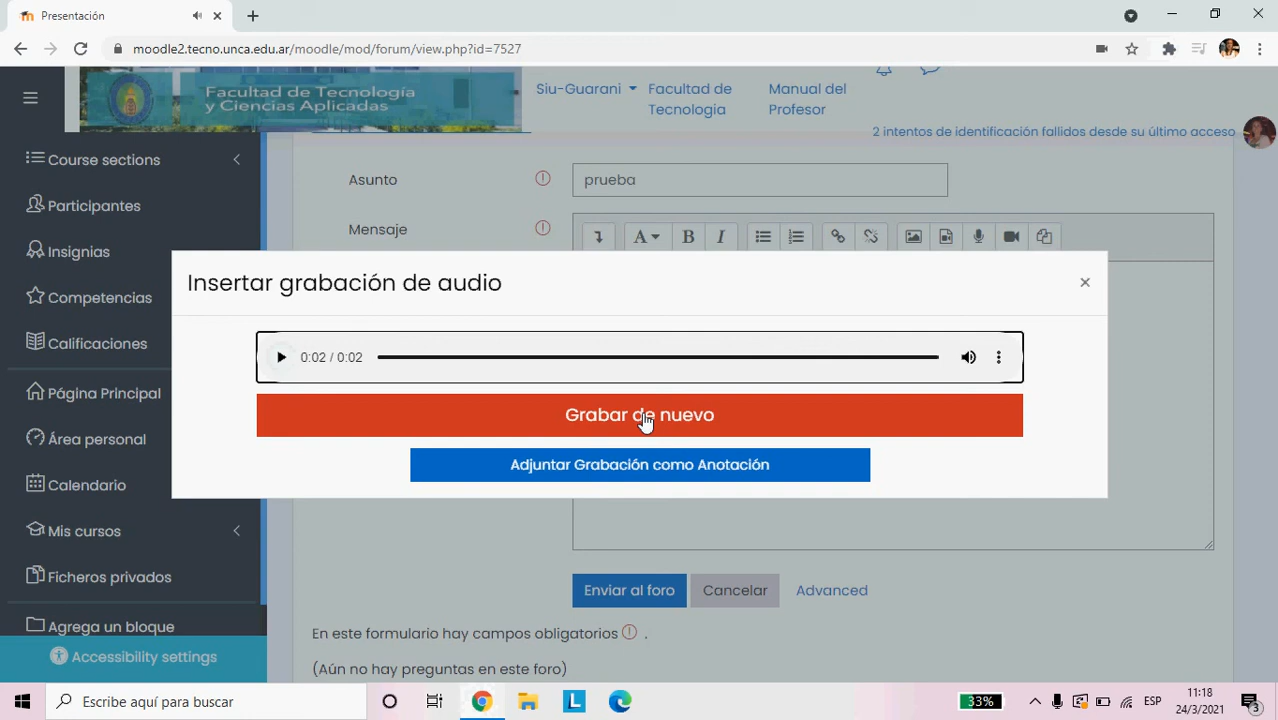 Presentación
moodle2.tecno.unca.edu.ar/moodle/mod/forum/view.php?id=7527
Facultad de Tecnología
y Ciencias Aplicadas
Siu-Guarani
Facultad de
Tecnologia
Manual del
Profesor
2 intentos de identificación fallidos desde su último acceso
Course sections
Participantes
Insignias
Competencias
Calificaciones
Página Principal
Área personal
Calendario
Mis cursos
Ficheros privados
Agrega un bloque
Accessibility settings
Asunto
prueba
Mensaje
A
B
I
Insertar grabación de audio
×
0:02 / 0:02
Grabar de nuevo
Adjuntar Grabación como Anotación
Enviar al foro
Cancelar
Advanced
En este formulario hay campos obligatorios .
(Aún no hay preguntas en este foro)
Escribe aquí para buscar
L
33%
ESP
11:18
24/3/2021
3